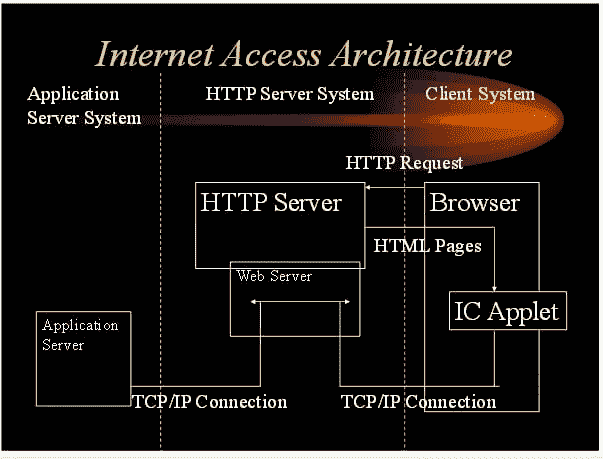 Internet Access Architecture
Application
Server System
HTTP Server System
Client System
HTTP Request
HTTP Server
Browser
HTML Pages
Web Server
IC Applet
Application
Server
TCP/IP Connection
TCP/IP Connection